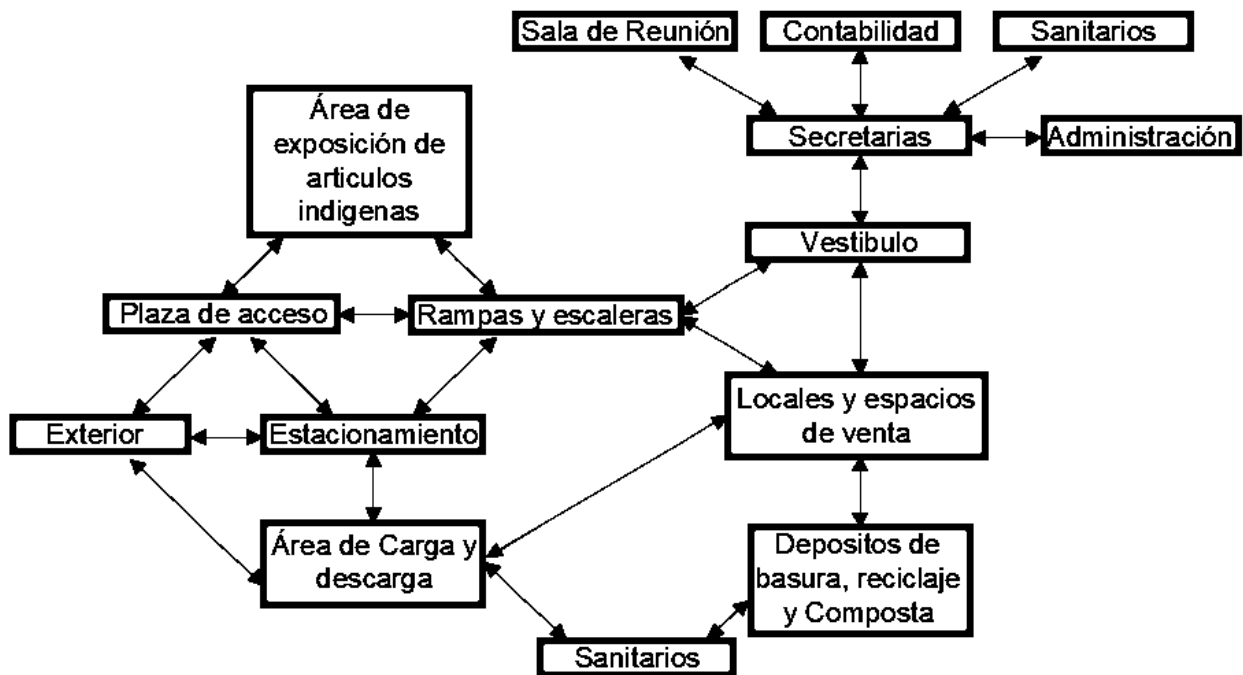 Sala de Reunión
Contabilidad
Sanitarios
Área de
exposición de
articulos
indigenas
Secretarias
Administración
Vestibulo
Plaza de acceso
Rampas y escaleras
Locales y espacios
de venta
Exterior
Estacionamiento
Área de Carga y
descarga
Depositos de
basura, reciclaje
y Composta
Sanitarios